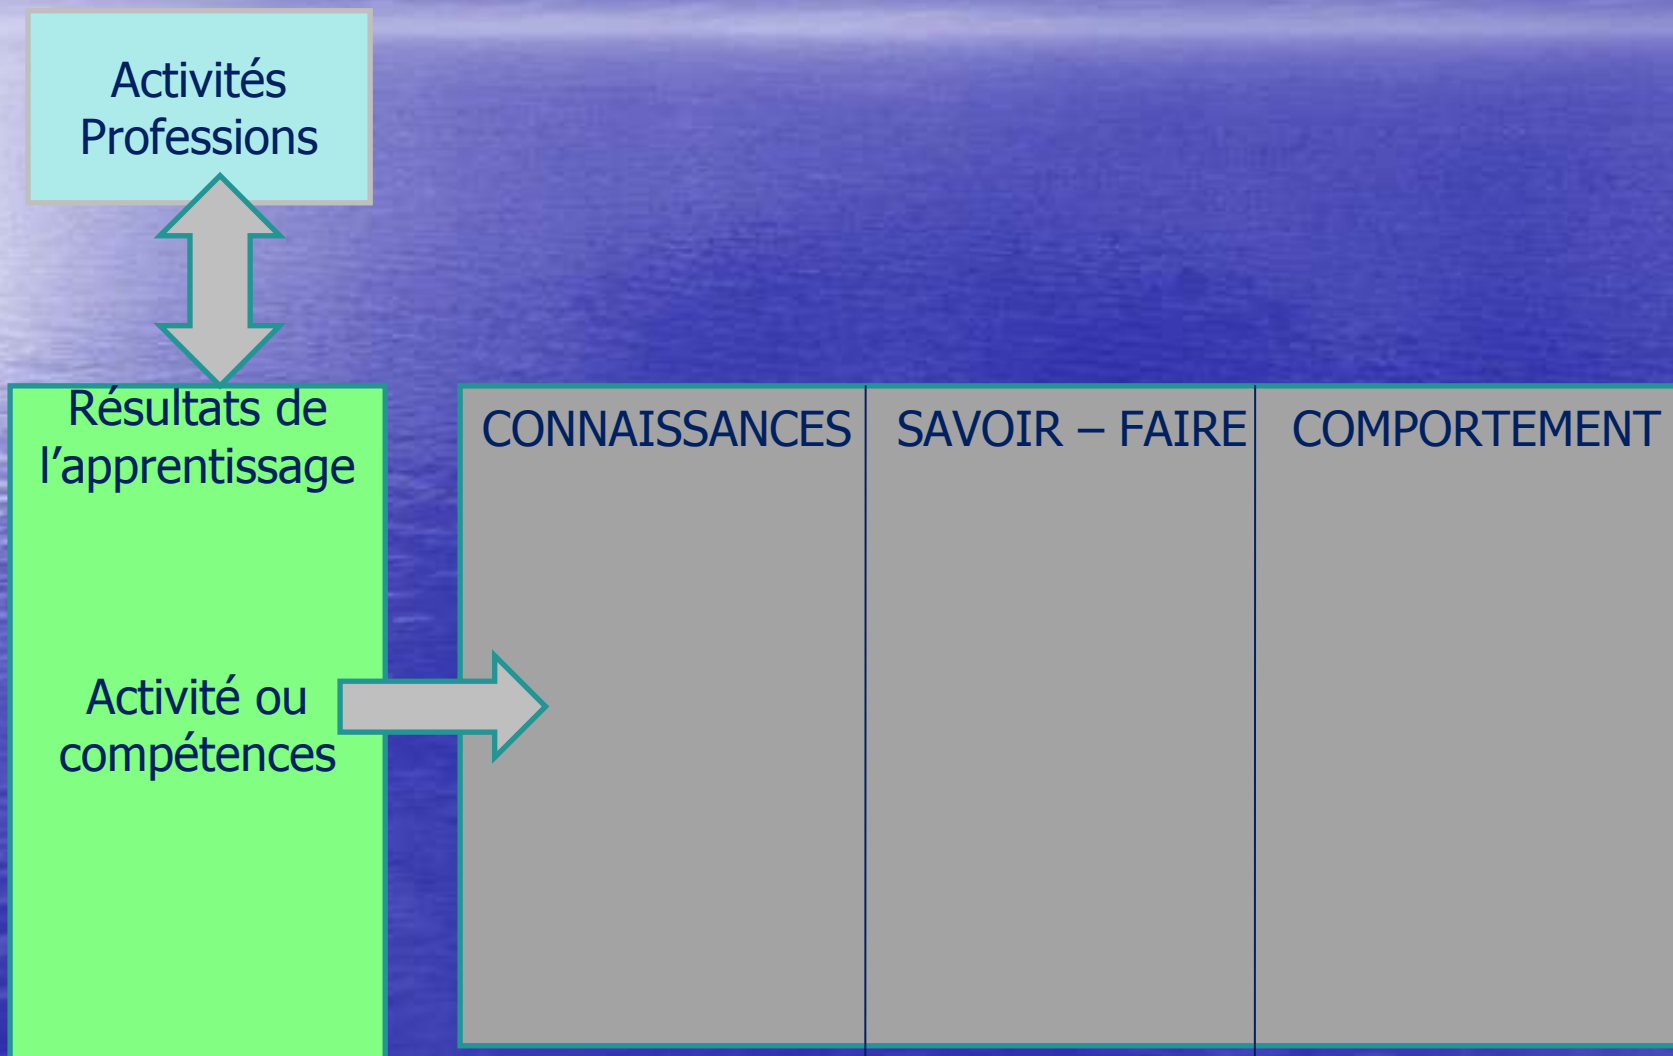 Activités
Professions
Résultats de
l’apprentissage
CONNAISSANCES
SAVOIR – FAIRE
COMPORTEMENT
Activité ou
compétences